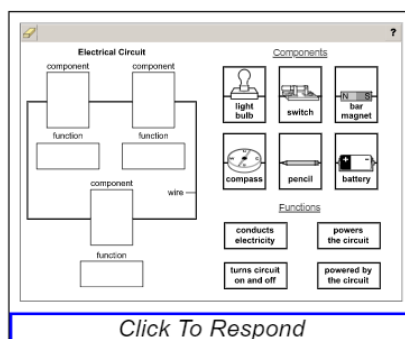 ?
Electrical Circuit
component component
function function
component
wire
function
Components
light bulb
switch
N S
bar magnet
compass
pencil
+ -
battery
Functions
conducts electricity
powers the circuit
turns circuit on and off
powered by the circuit
Click To Respond